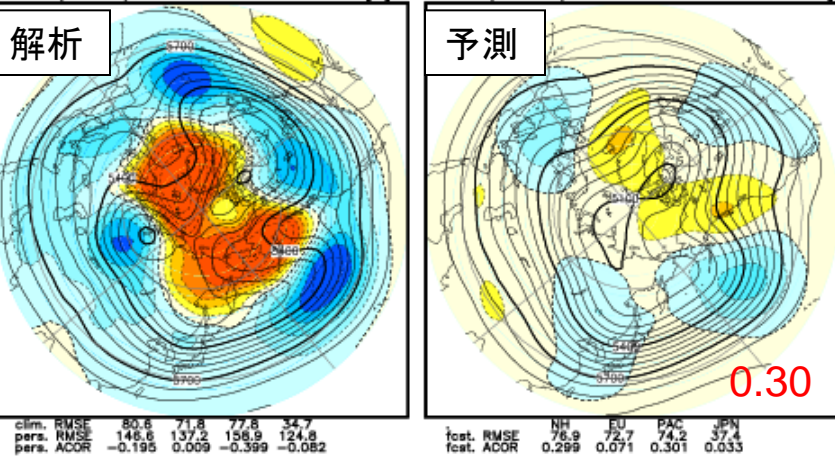 解析
予測
5700
5400
5700
5400
5700
0.30
clim. RMSE 80.6 71.8 77.8 34.7
pers. RMSE 146.6 137.2 156.9 124.8
pers. ACOR -0.195 0.009 -0.399 -0.082
NH EU PAC JPN
fcst. RMSE 76.9 72.7 74.2 37.4
fcst. ACOR 0.299 0.071 0.301 0.033